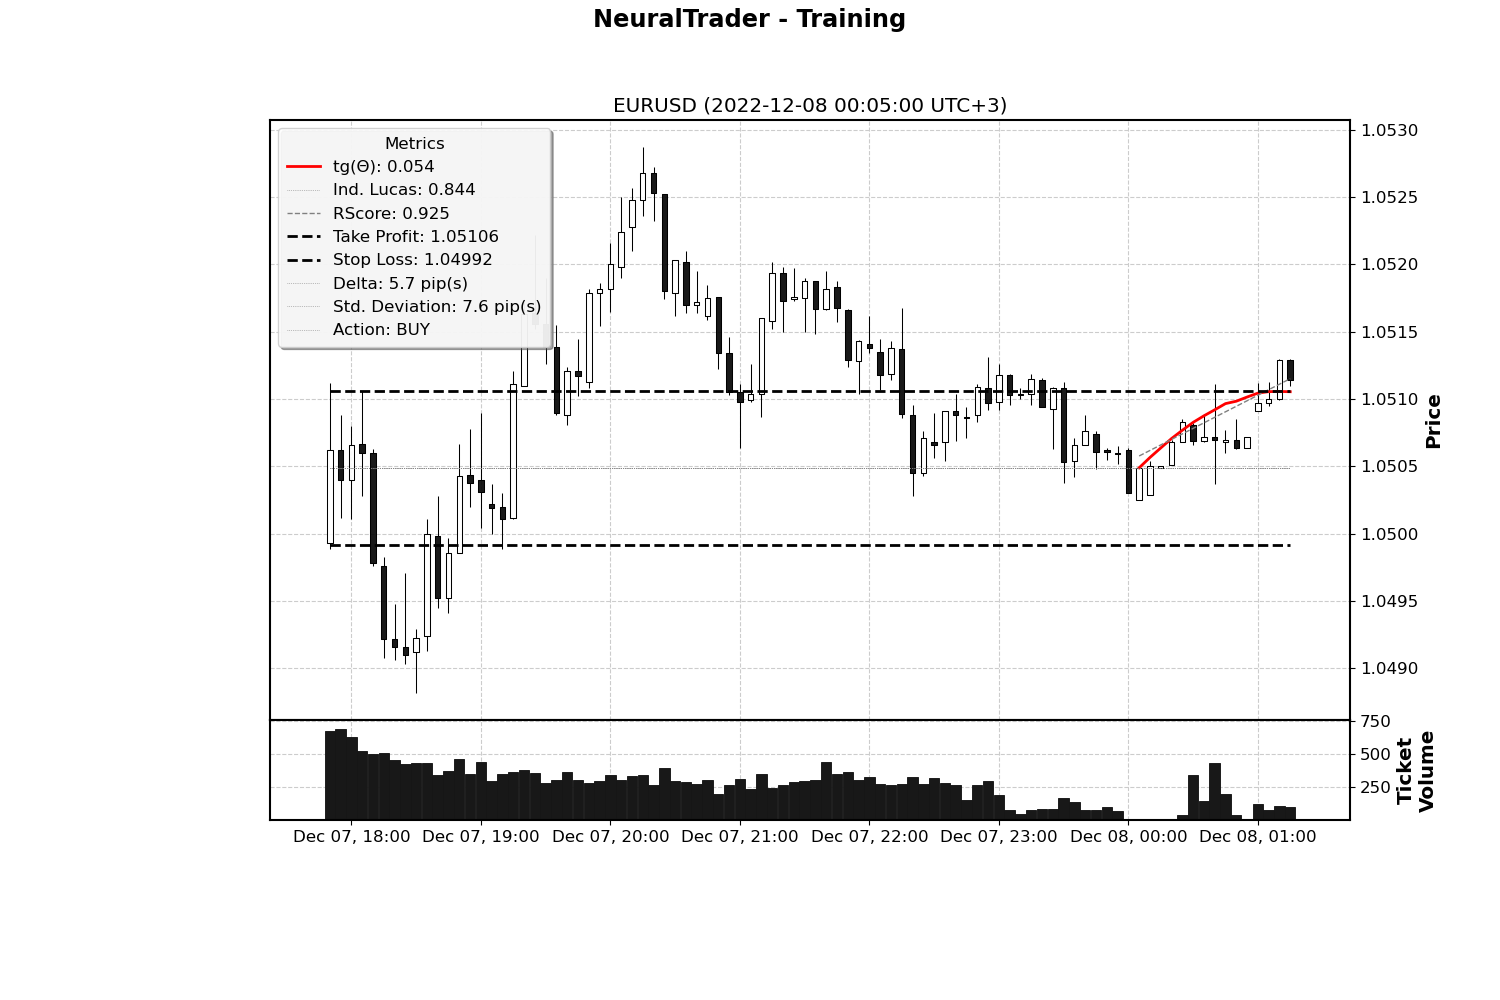 NeuralTrader - Training
EURUSD (2022-12-08 00:05:00 UTC+3)
Metrics
tg(Θ): 0.054
Ind. Lucas: 0.844
RScore: 0.925
Take Profit: 1.05106
Stop Loss: 1.04992
Delta: 5.7 pip(s)
Std. Deviation: 7.6 pip(s)
Action: BUY
1.0530
1.0525
1.0520
1.0515
1.0510
1.0505
1.0500
1.0495
1.0490
Price
750
500
250
Ticket
Volume
Dec 07, 18:00
Dec 07, 19:00
Dec 07, 20:00
Dec 07, 21:00
Dec 07, 22:00
Dec 07, 23:00
Dec 08, 00:00
Dec 08, 01:00